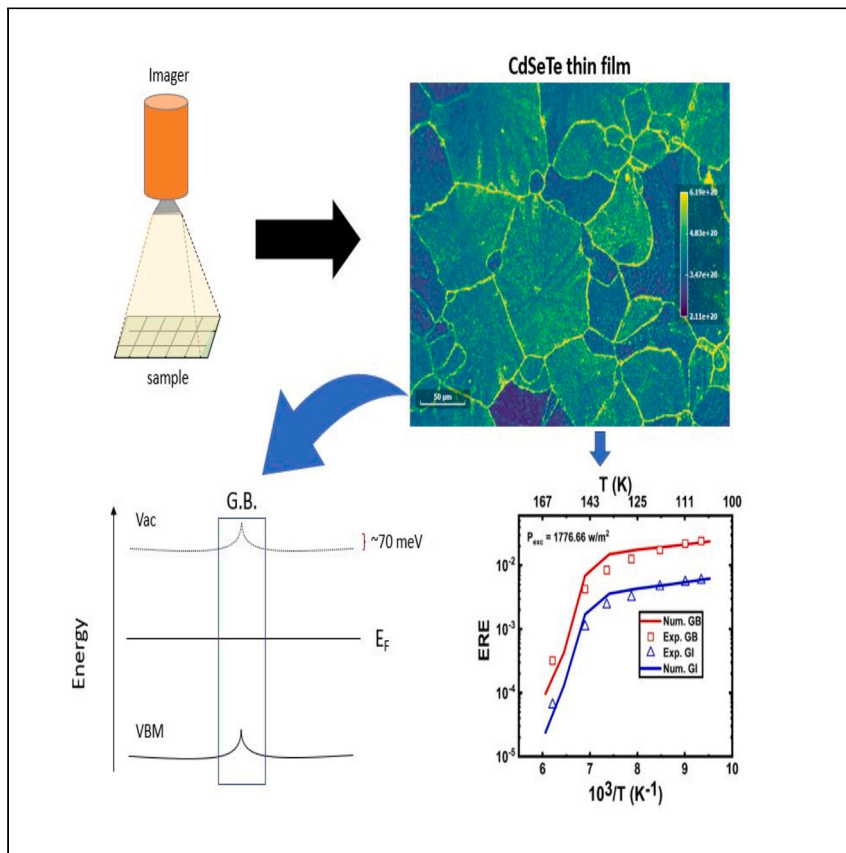 Imager
sample
CdSeTe thin film
6.19e+20
4.83e+20
3.47e+20
2.11e+20
50 μm
G.B.
Vac
} ~70 meV
E_F
VBM
Energy
T (K)
167 143 125 111 100
P_exc = 1776.66 w/m²
10⁻²
10⁻³
10⁻⁴
10⁻⁵
ERE
Num. GB
Exp. GB
Exp. GI
Num. GI
6 7 8 9 10
10³/T (K⁻¹)